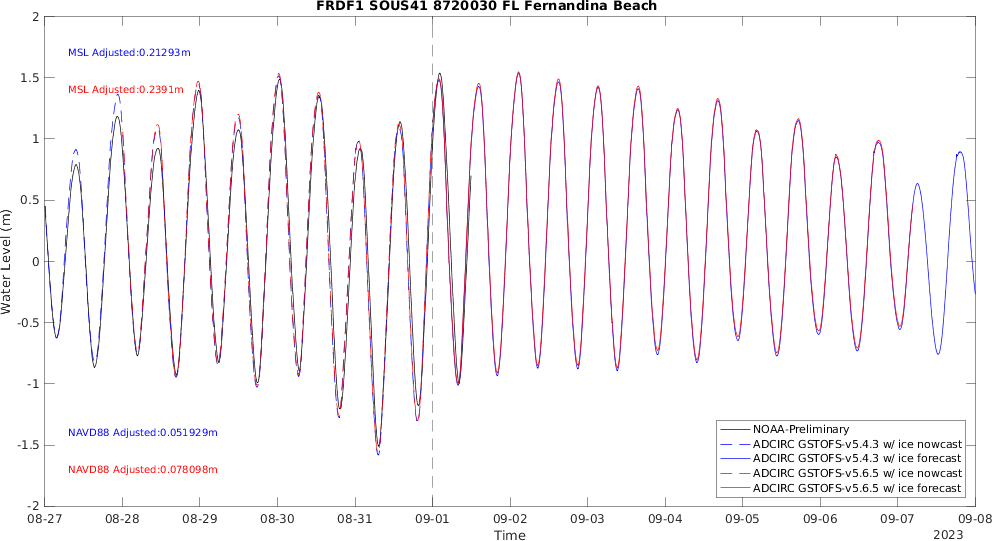 FRDF1 SOUS41 8720030 FL Fernandina Beach
2
1.5
1
0.5
0
-0.5
-1
-1.5
-2
Water Level (m)
MSL Adjusted:0.21293m
MSL Adjusted:0.2391m
NAVD88 Adjusted:0.051929m
NAVD88 Adjusted:0.078098m
NOAA-Preliminary
ADCIRC GSTOFS-v5.4.3 w/ ice nowcast
ADCIRC GSTOFS-v5.4.3 w/ ice forecast
ADCIRC GSTOFS-v5.6.5 w/ ice nowcast
ADCIRC GSTOFS-v5.6.5 w/ ice forecast
08-27 08-28 08-29 08-30 08-31 09-01 09-02 09-03 09-04 09-05 09-06 09-07 09-08
Time
2023